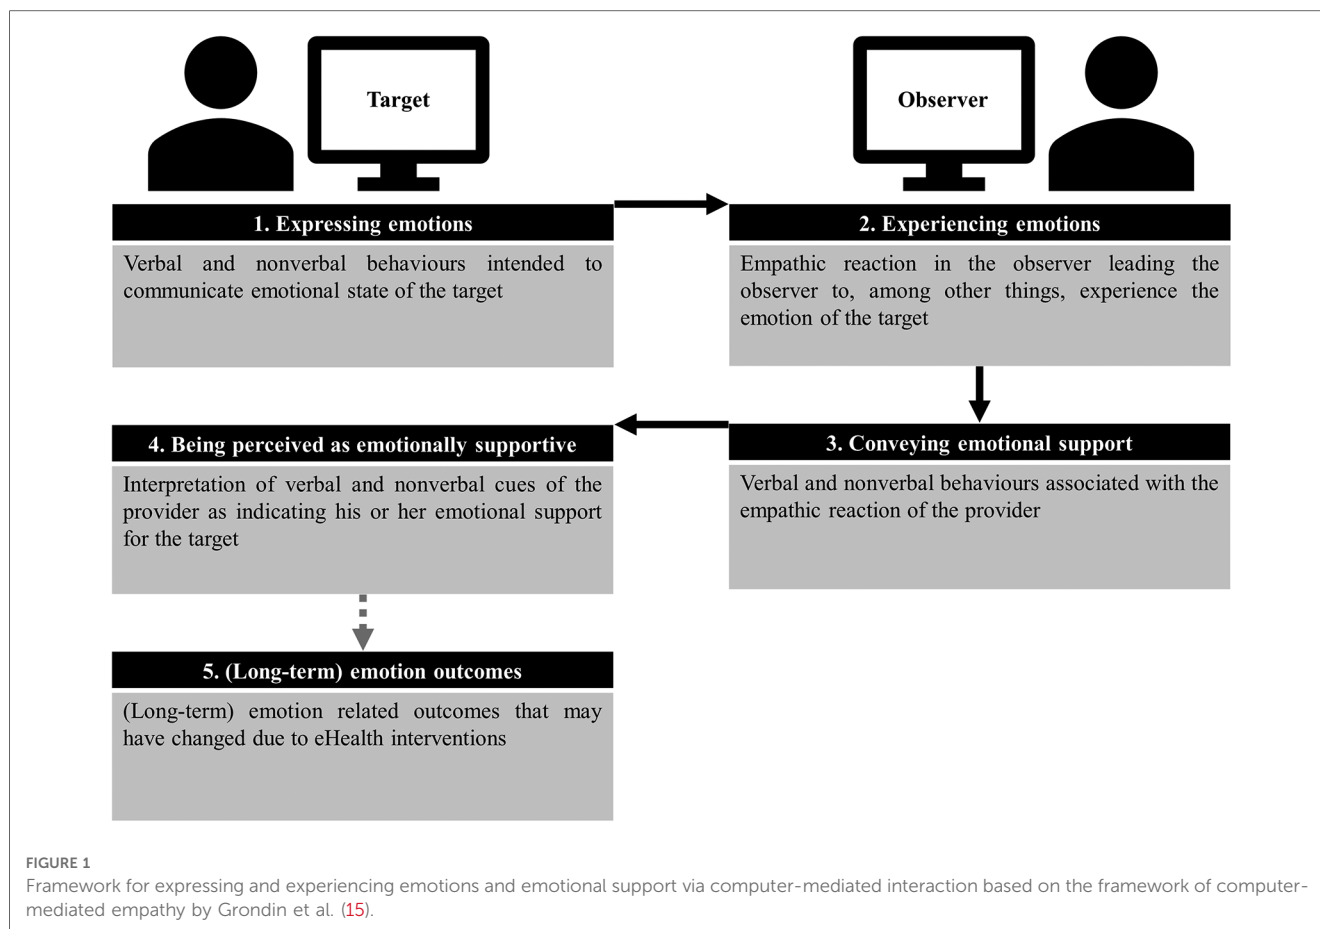 Target
Observer
1. Expressing emotions
Verbal and nonverbal behaviours intended to
communicate emotional state of the target
2. Experiencing emotions
Empathic reaction in the observer leading the
observer to, among other things, experience the
emotion of the target
3. Conveying emotional support
Verbal and nonverbal behaviours associated with the
empathic reaction of the provider
4. Being perceived as emotionally supportive
Interpretation of verbal and nonverbal cues of the
provider as indicating his or her emotional support
for the target
5. (Long-term) emotion outcomes
(Long-term) emotion related outcomes that may
have changed due to eHealth interventions
FIGURE 1
Framework for expressing and experiencing emotions and emotional support via computer-mediated interaction based on the framework of computer-
mediated empathy by Grondin et al. (15).